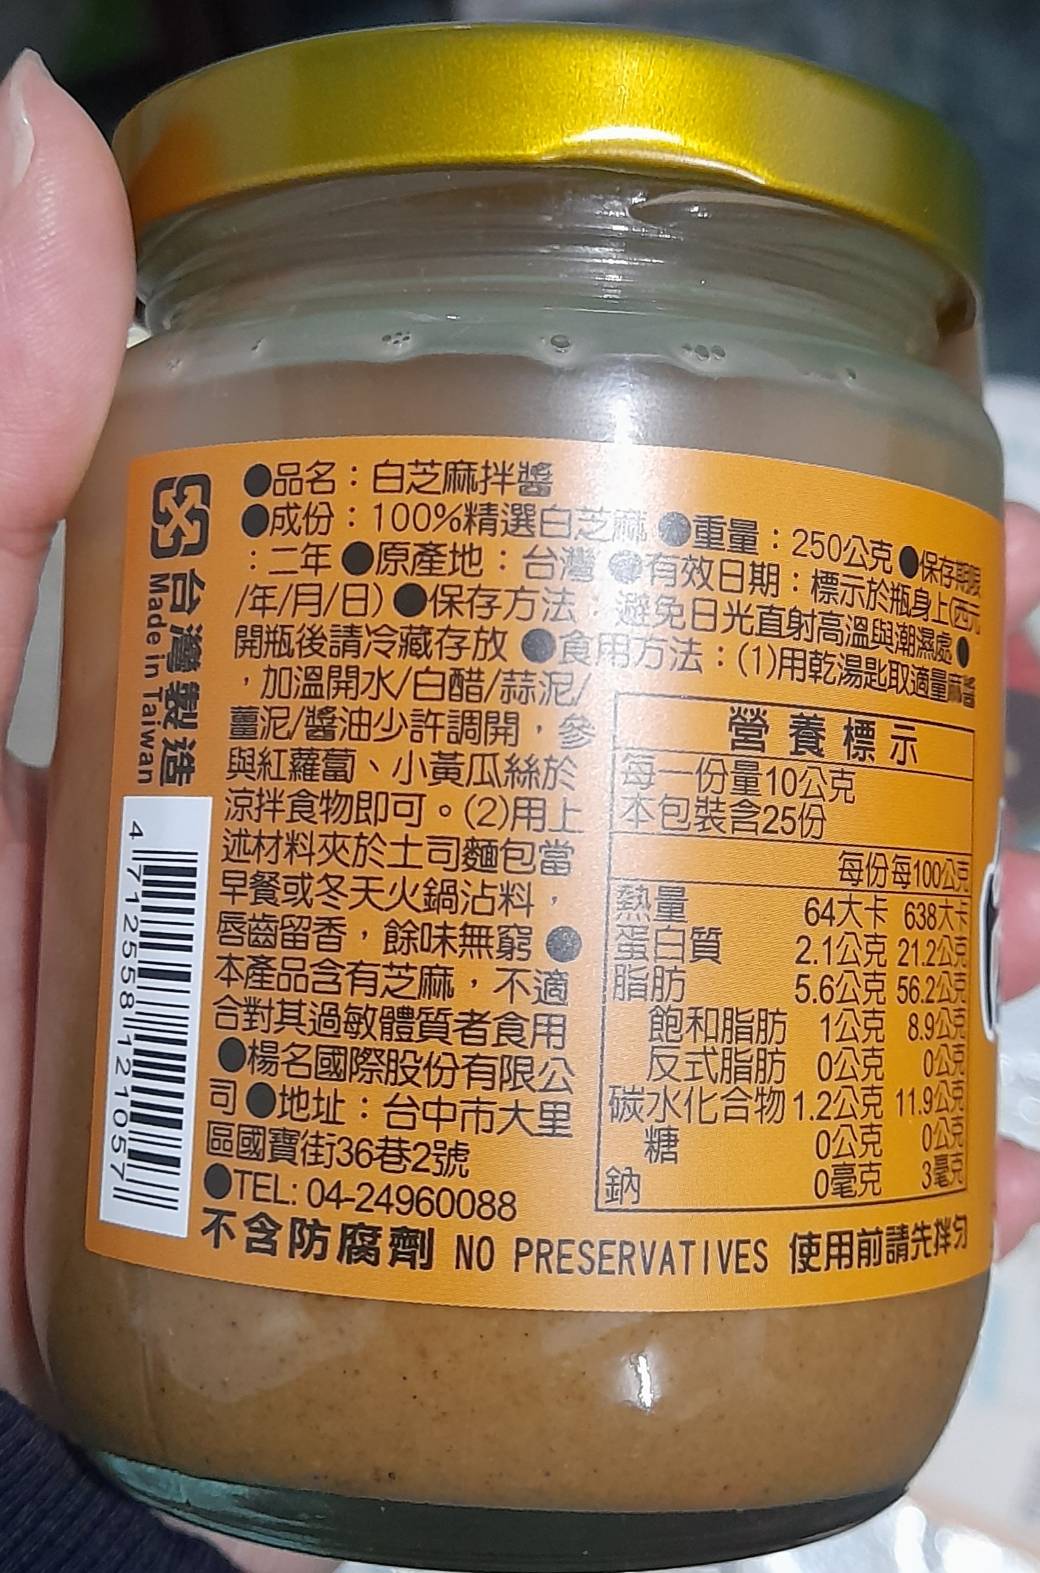 ●品名：白芝麻拌醬
●成份：100%精選白芝麻 ●重量：250公克 ●保存期限
：二年 ●原產地：台灣 ●有效日期：標示於瓶身上(西元
/年/月/日) ●保存方法：避免日光直射高溫與潮濕處 ●
開瓶後請冷藏存放 ●食用方法：(1)用乾湯匙取適量麻醬
，加溫開水/白醋/蒜泥/
薑泥/醬油少許調開，參
與紅蘿蔔、小黃瓜絲於
涼拌食物即可。(2)用上
述材料夾於土司麵包當
早餐或冬天火鍋沾料，
唇齒留香，餘味無窮 ●
本產品含有芝麻，不適
合對其過敏體質者食用
●楊名國際股份有限公
司 ●地址：台中市大里
區國寶街36巷2號
●TEL: 04-24960088
不含防腐劑 NO PRESERVATIVES 使用前請先拌勻
營養標示
每一份量10公克
本包裝含25份
每份 每100公克
熱量 64大卡 638大卡
蛋白質 2.1公克 21.2公克
脂肪 5.6公克 56.2公克
飽和脂肪 1公克 8.9公克
反式脂肪 0公克 0公克
碳水化合物 1.2公克 11.9公克
糖 0公克 0公克
鈉 0毫克 3毫克
台灣製造
Made in Taiwan
4 712558 121057